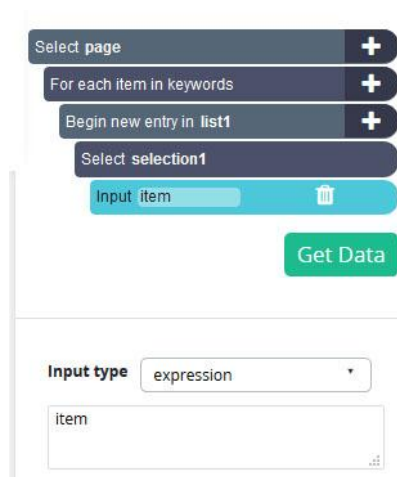 Select page
For each item in keywords
Begin new entry in list1
Select selection1
Input item
Get Data
Input type expression
item